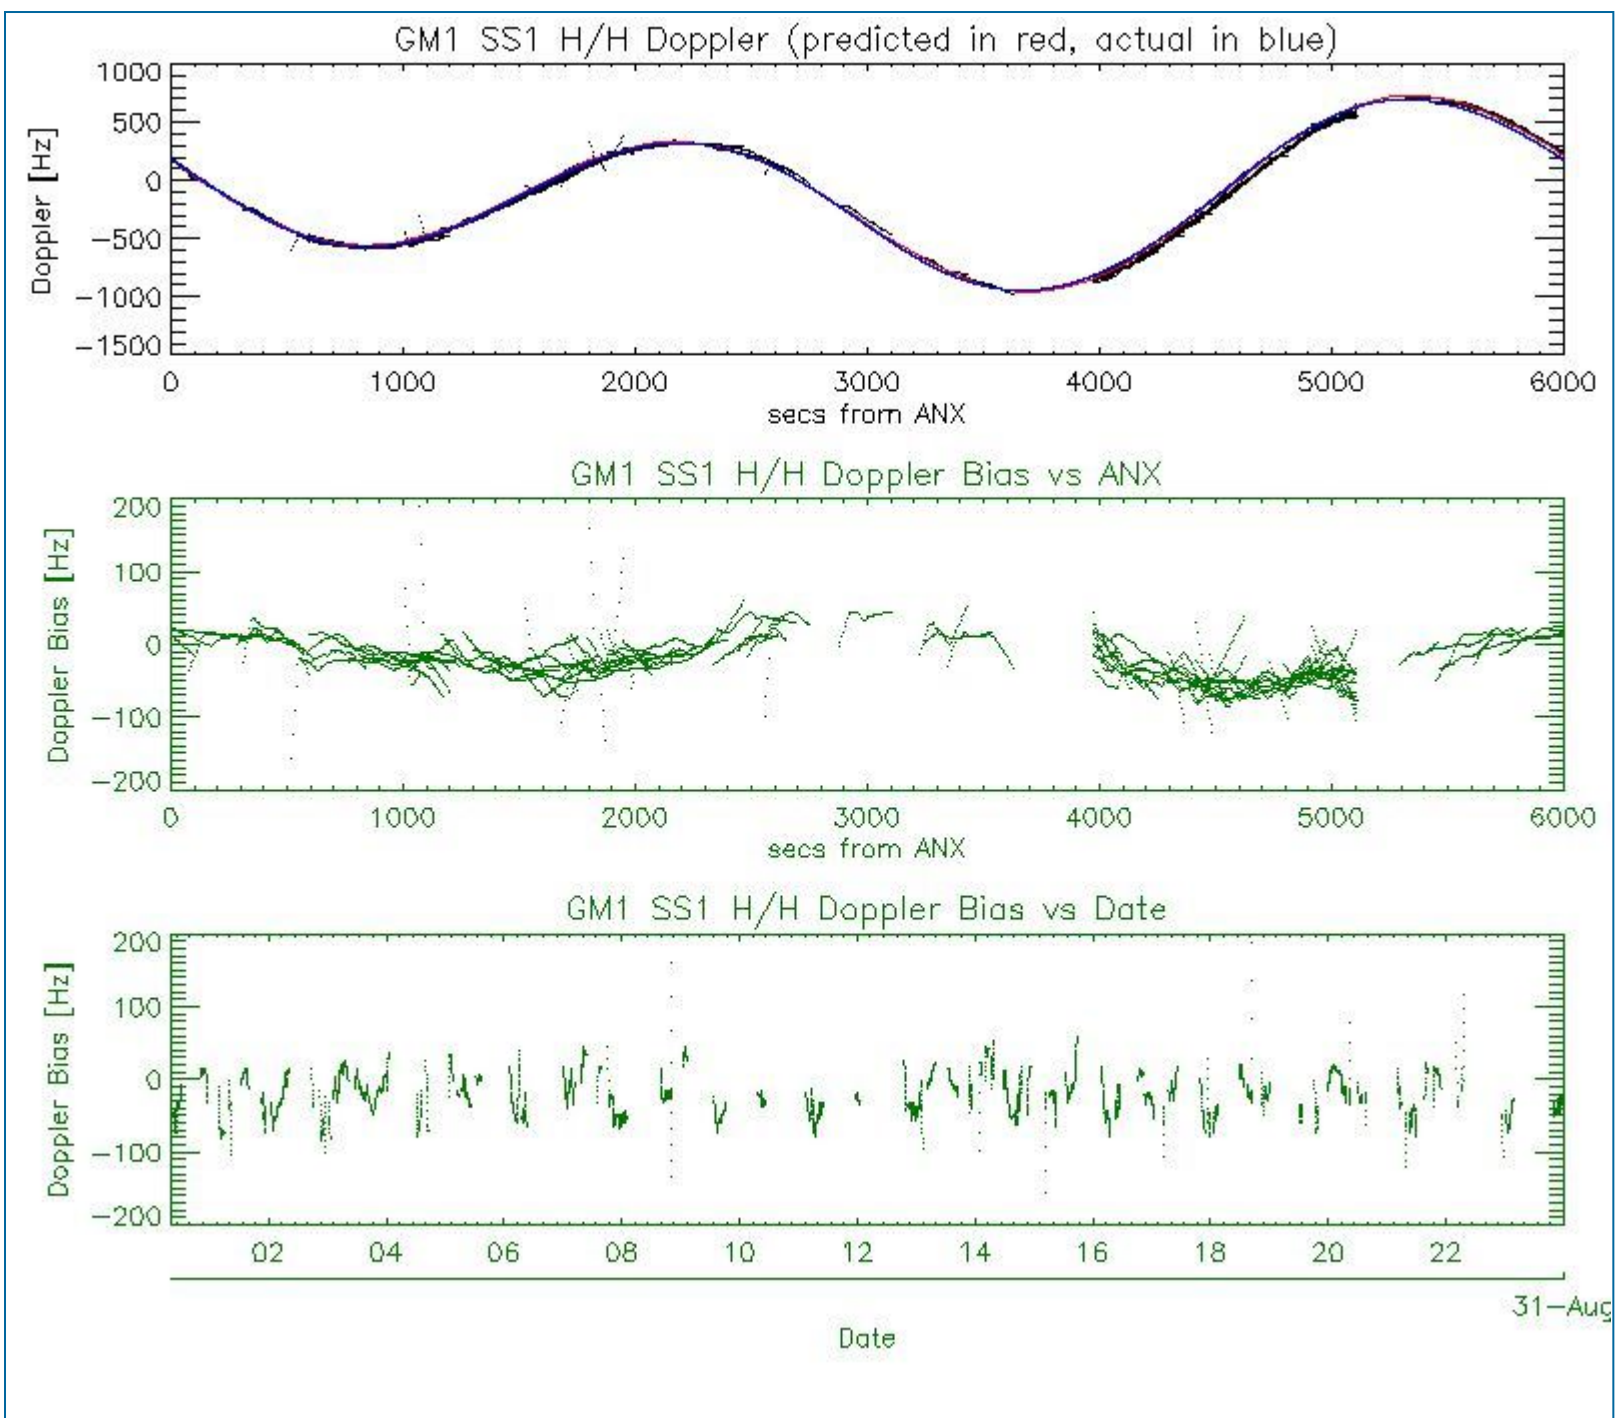 GM1 SS1 H/H Doppler (predicted in red, actual in blue)
Doppler [Hz]
1000
500
0
−500
−1000
−1500
0 1000 2000 3000 4000 5000 6000
secs from ANX
GM1 SS1 H/H Doppler Bias vs ANX
Doppler Bias [Hz]
200
100
0
−100
−200
0 1000 2000 3000 4000 5000 6000
secs from ANX
GM1 SS1 H/H Doppler Bias vs Date
Doppler Bias [Hz]
200
100
0
−100
−200
02 04 06 08 10 12 14 16 18 20 22
31−Aug
Date